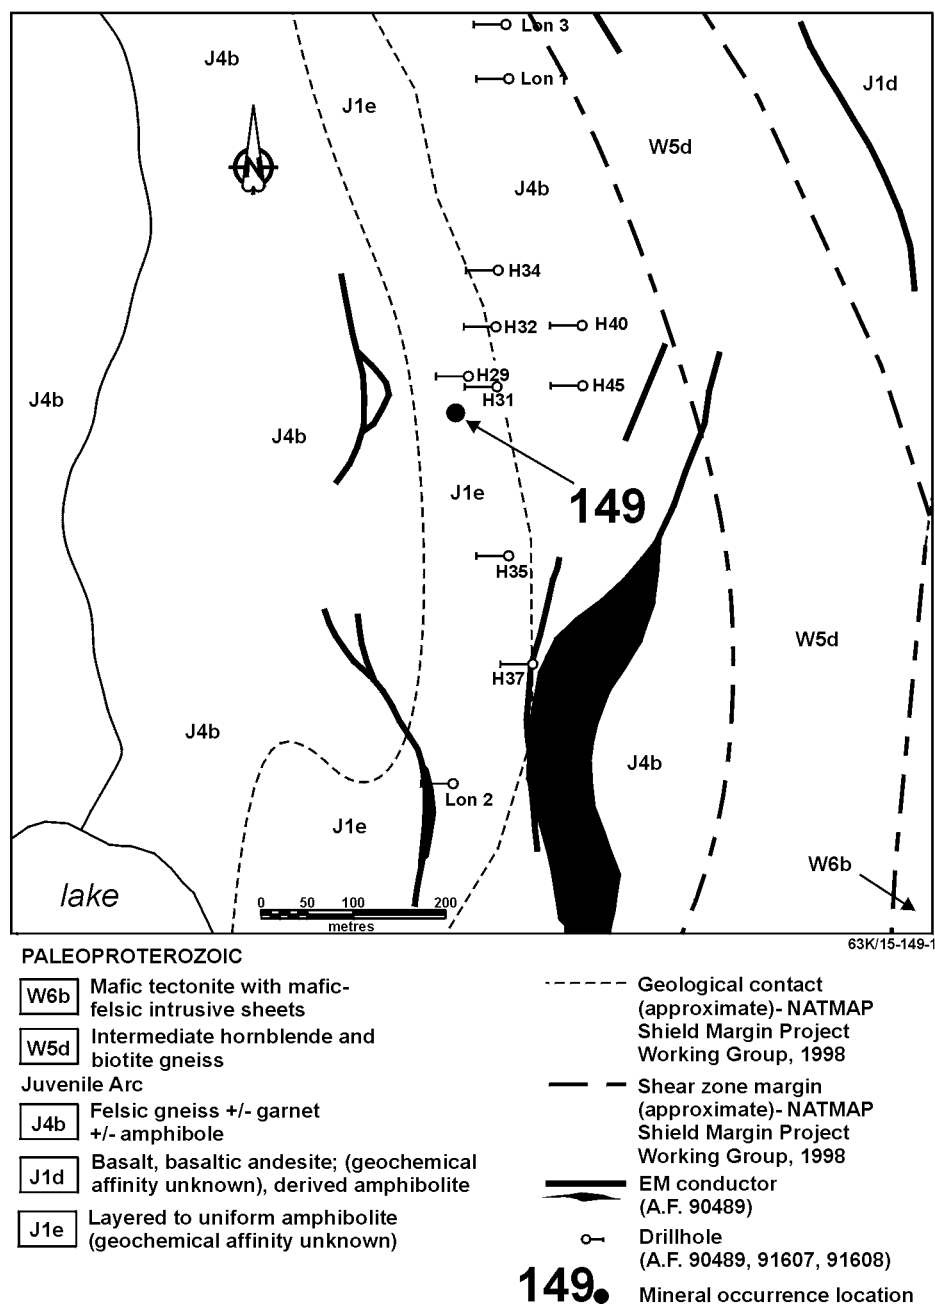 Lon 3
J4b
Lon 1
J1e
J1d
W5d
N
J4b
H34
H32
H40
H29
H45
H31
J4b
J4b
J1e
149
H35
W5d
H37
J4b
J4b
Lon 2
J1e
W6b
lake
0 50 100 200
metres
63K/15-149-1
PALEOPROTEROZOIC
W6b Mafic tectonite with mafic-
felsic intrusive sheets
W5d Intermediate hornblende and
biotite gneiss
Juvenile Arc
J4b Felsic gneiss +/- garnet
+/- amphibole
J1d Basalt, basaltic andesite; (geochemical
affinity unknown), derived amphibolite
J1e Layered to uniform amphibolite
(geochemical affinity unknown)
Geological contact
(approximate)- NATMAP
Shield Margin Project
Working Group, 1998
Shear zone margin
(approximate)- NATMAP
Shield Margin Project
Working Group, 1998
EM conductor
(A.F. 90489)
Drillhole
(A.F. 90489, 91607, 91608)
149 Mineral occurrence location